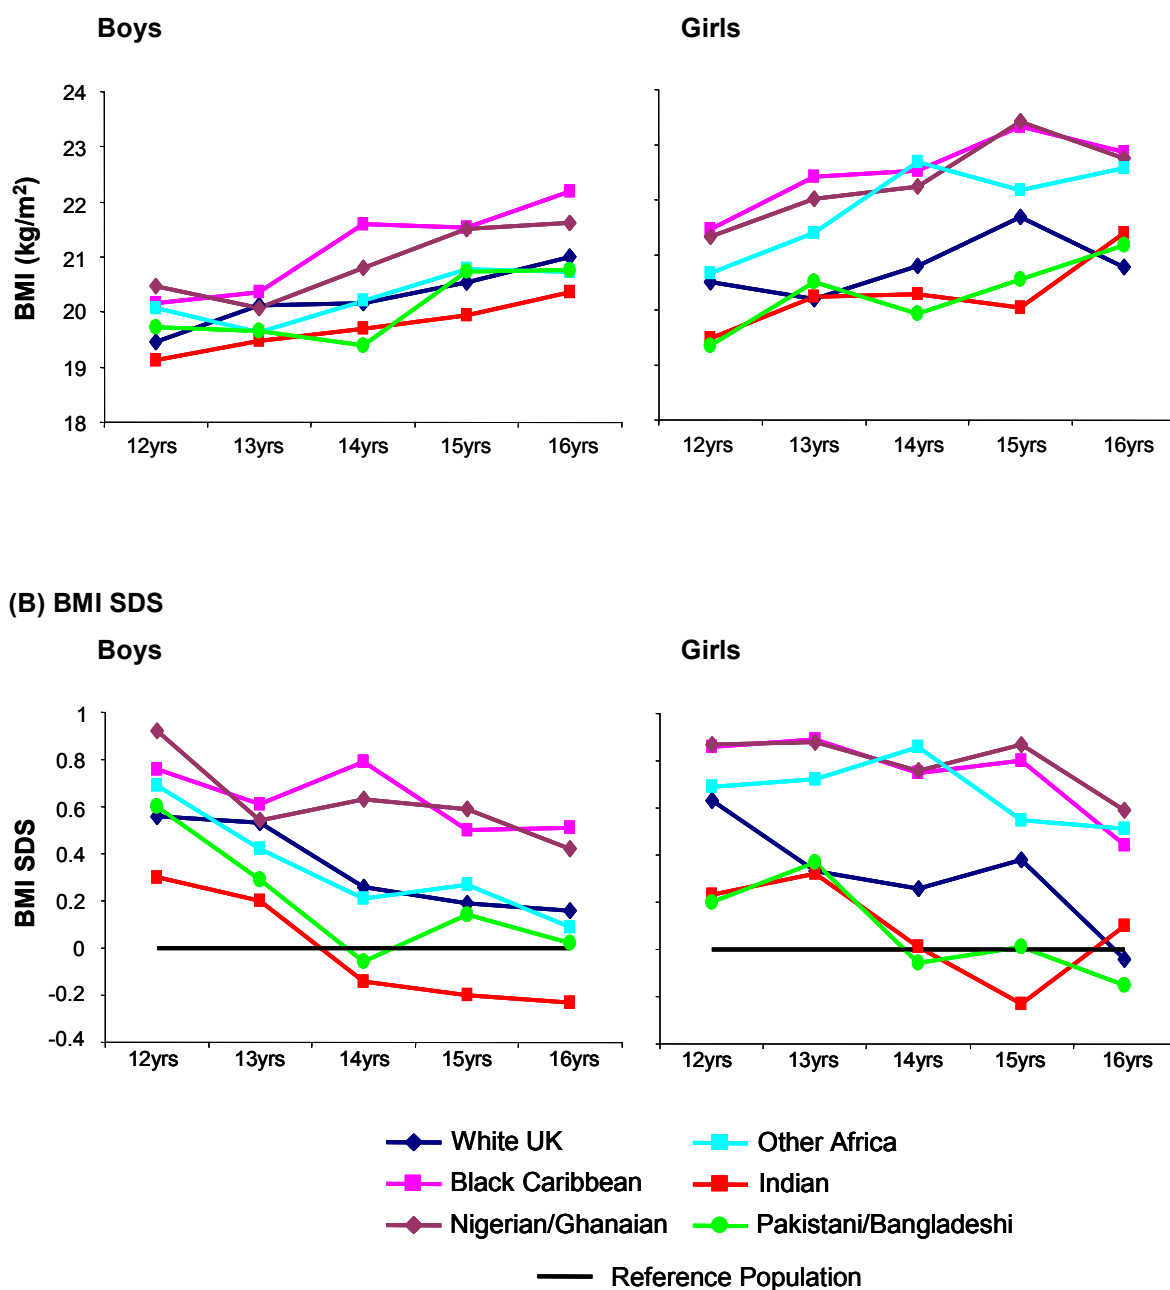 Boys Girls
24
23
22
21
20
19
18
BMI (kg/m²)
12yrs 13yrs 14yrs 15yrs 16yrs
12yrs 13yrs 14yrs 15yrs 16yrs
(B) BMI SDS
Boys Girls
1
0.8
0.6
0.4
0.2
0
-0.2
-0.4
BMI SDS
12yrs 13yrs 14yrs 15yrs 16yrs
12yrs 13yrs 14yrs 15yrs 16yrs
White UK Other Africa
Black Caribbean Indian
Nigerian/Ghanaian Pakistani/Bangladeshi
Reference Population